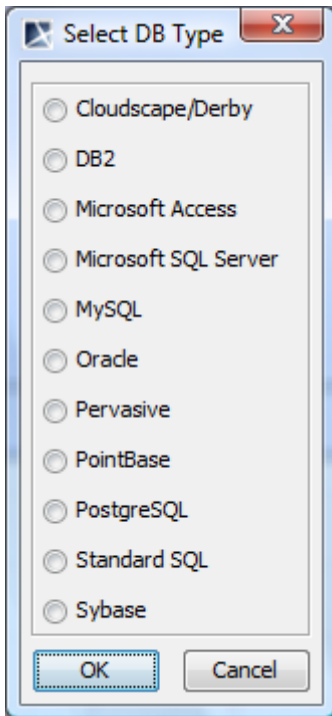 Select DB Type
Cloudscape/Derby
DB2
Microsoft Access
Microsoft SQL Server
MySQL
Oracle
Pervasive
PointBase
PostgreSQL
Standard SQL
Sybase
OK Cancel